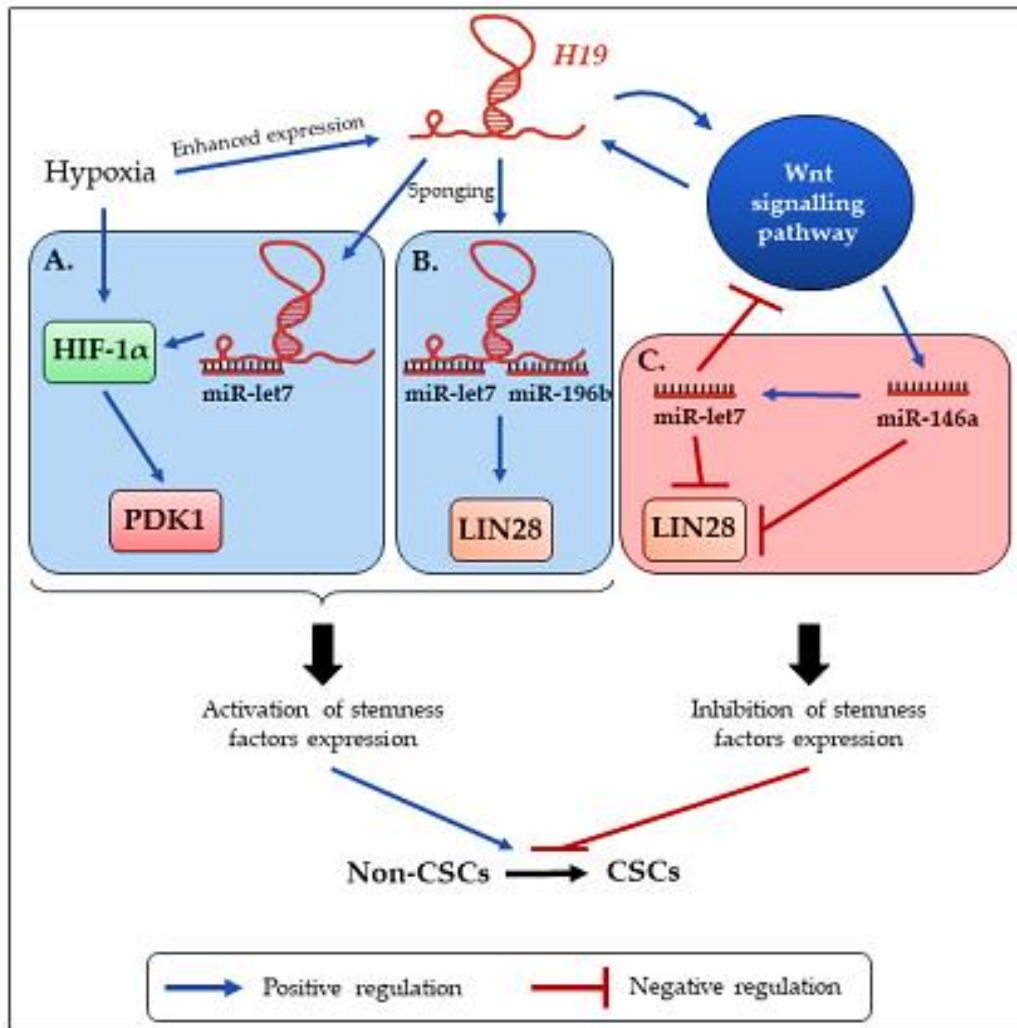 H19
Enhanced expression
Hypoxia
5ponging
Wnt
signalling
pathway
A.
B.
HIF-1α
miR-let7
miR-let7 miR-196b
C.
miR-let7
miR-146a
PDK1
LIN28
LIN28
Activation of stemness
factors expression
Inhibition of stemness
factors expression
Non-CSCs
CSCs
Positive regulation
Negative regulation